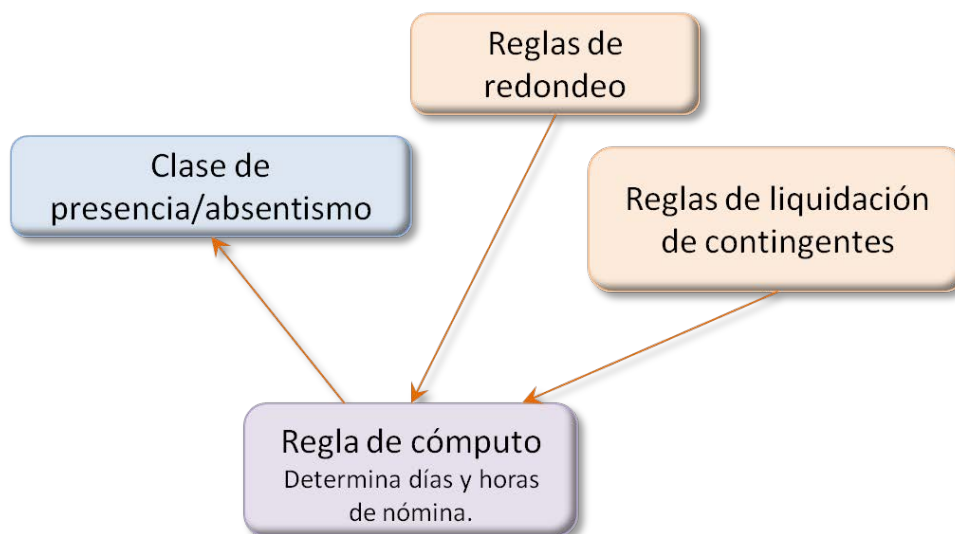 Reglas de
redondeo
Clase de
presencia/absentismo
Reglas de liquidación
de contingentes
Regla de cómputo
Determina días y horas
de nómina.